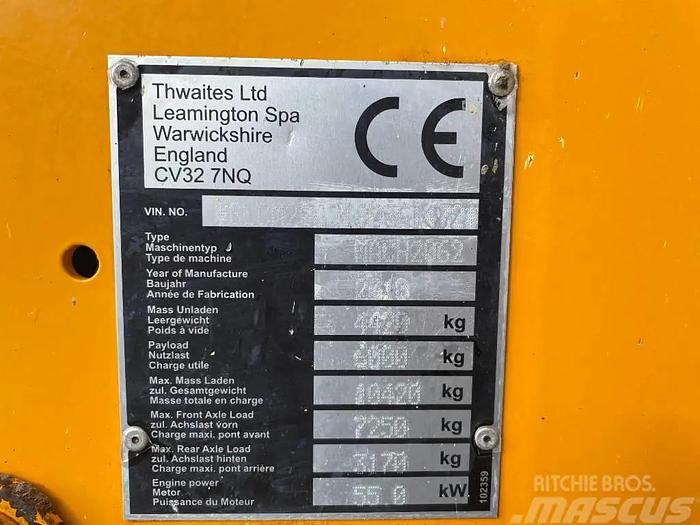 Thwaites Ltd
Leamington Spa
Warwickshire
England
CV32 7NQ
CE
VIN. NO.
Type
Maschinentyp
Type de machine
MACH2062
Year of Manufacture
Baujahr
Année de Fabrication
2018
Mass Unladen
Leergewicht
Poids à vide
kg
Payload
Nutzlast
Charge utile
6000 kg
Max. Mass Laden
zul. Gesamtgewicht
Masse totale en charge
10420 kg
Max. Front Axle Load
zul. Achslast vorn
Charge maxi. pont avant
7250 kg
Max. Rear Axle Load
zul. Achslast hinten
Charge maxi. pont arrière
3170 kg
Engine power
Motor
Puissance du Moteur
55.0 kW
102359
RITCHIE BROS.
MASCUS